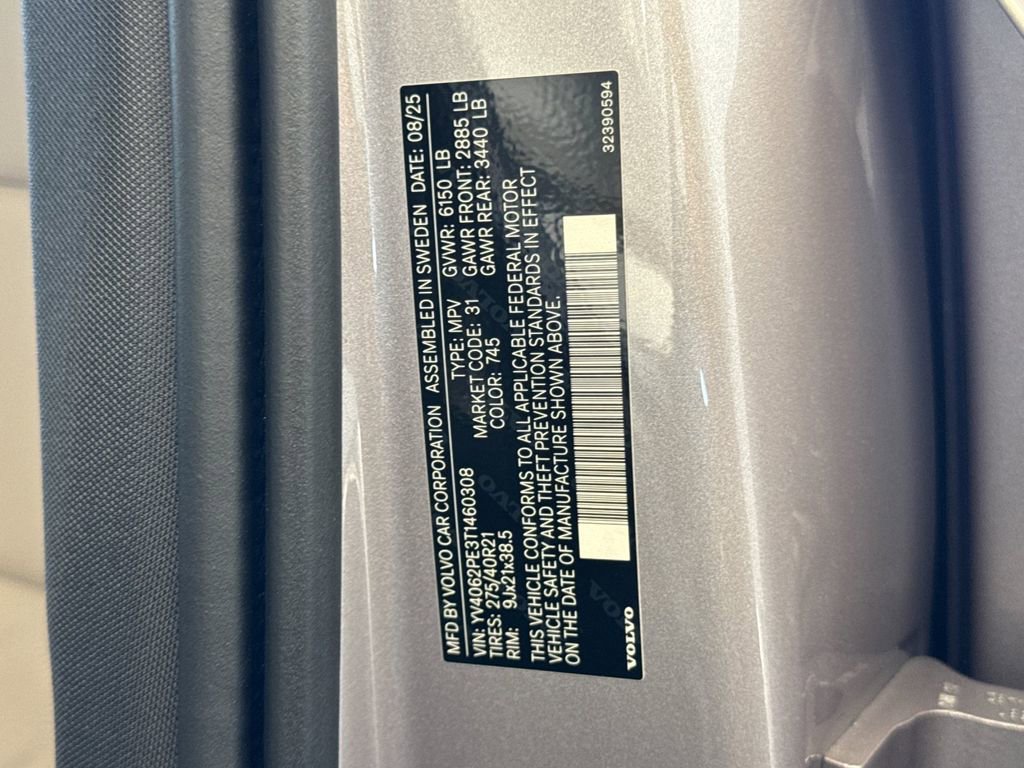 MFD BY VOLVO CAR CORPORATION ASSEMBLED IN SWEDEN DATE: 08/25
VIN: YV4062PE3T1460308 TYPE: MPV GVWR: 6150 LB
TIRES: 275/40R21 MARKET CODE: 31 GAWR FRONT: 2885 LB
RIM: 9Jx21x38.5 COLOR: 745 GAWR REAR: 3440 LB
THIS VEHICLE CONFORMS TO ALL APPLICABLE FEDERAL MOTOR
VEHICLE SAFETY AND THEFT PREVENTION STANDARDS IN EFFECT
ON THE DATE OF MANUFACTURE SHOWN ABOVE.
VOLVO 32390594